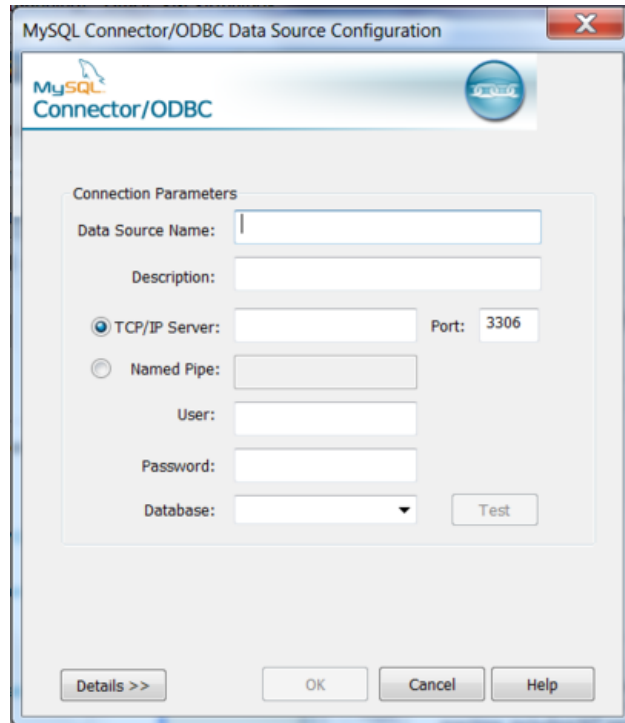 MySQL Connector/ODBC Data Source Configuration
MySQL
Connector/ODBC
Connection Parameters
Data Source Name:
Description:
TCP/IP Server:
Port: 3306
Named Pipe:
User:
Password:
Database:
Test
Details >>
OK
Cancel
Help